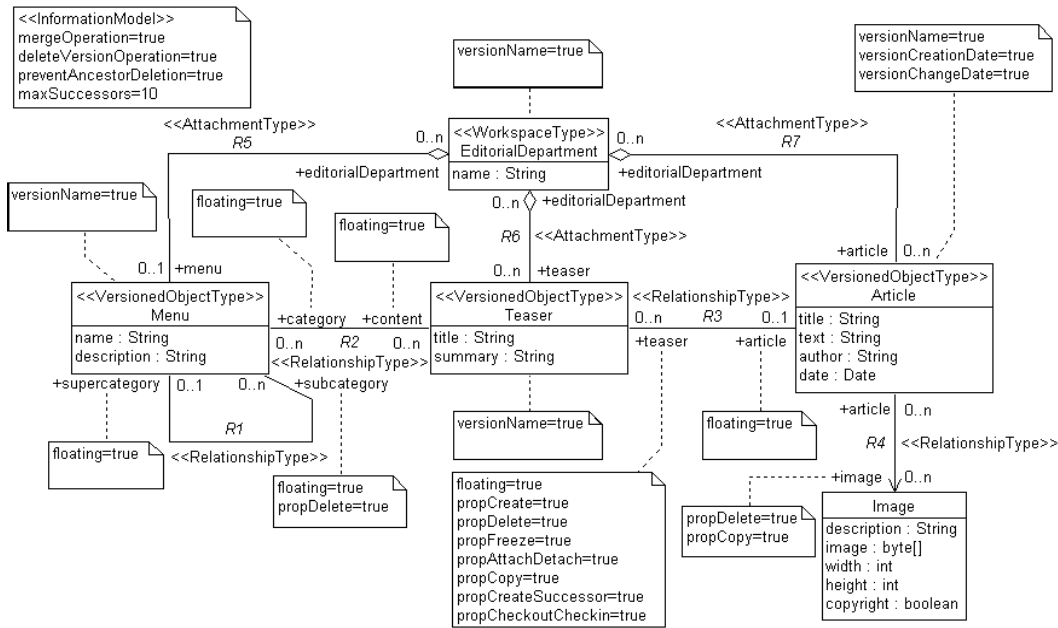 <<InformationModel>>
mergeOperation=true
deleteVersionOperation=true
preventAncestorDeletion=true
maxSuccessors=10
versionName=true
versionName=true
versionCreationDate=true
versionChangeDate=true
<<AttachmentType>>
R5
0..n
<<WorkspaceType>>
EditorialDepartment
name : String
0..n
<<AttachmentType>>
R7
+editorialDepartment
+editorialDepartment
versionName=true
floating=true
floating=true
0..n
+editorialDepartment
R6
<<AttachmentType>>
0..n
+teaser
0..1
+menu
+article
0..n
<<VersionedObjectType>>
Menu
name : String
description : String
+category
0..n
R2
+content
0..n
<<RelationshipType>>
<<VersionedObjectType>>
Teaser
title : String
summary : String
<<RelationshipType>>
0..n
R3
0..1
+teaser
+article
<<VersionedObjectType>>
Article
title : String
text : String
author : String
date : Date
+supercategory
0..1
0..n
+subcategory
R1
<<RelationshipType>>
floating=true
floating=true
propDelete=true
versionName=true
floating=true
propCreate=true
propDelete=true
propFreeze=true
propAttachDetach=true
propCopy=true
propCreateSuccessor=true
propCheckoutCheckin=true
floating=true
+article
0..n
R4
<<RelationshipType>>
+image
0..n
propDelete=true
propCopy=true
Image
description : String
image : byte[]
width : int
height : int
copyright : boolean